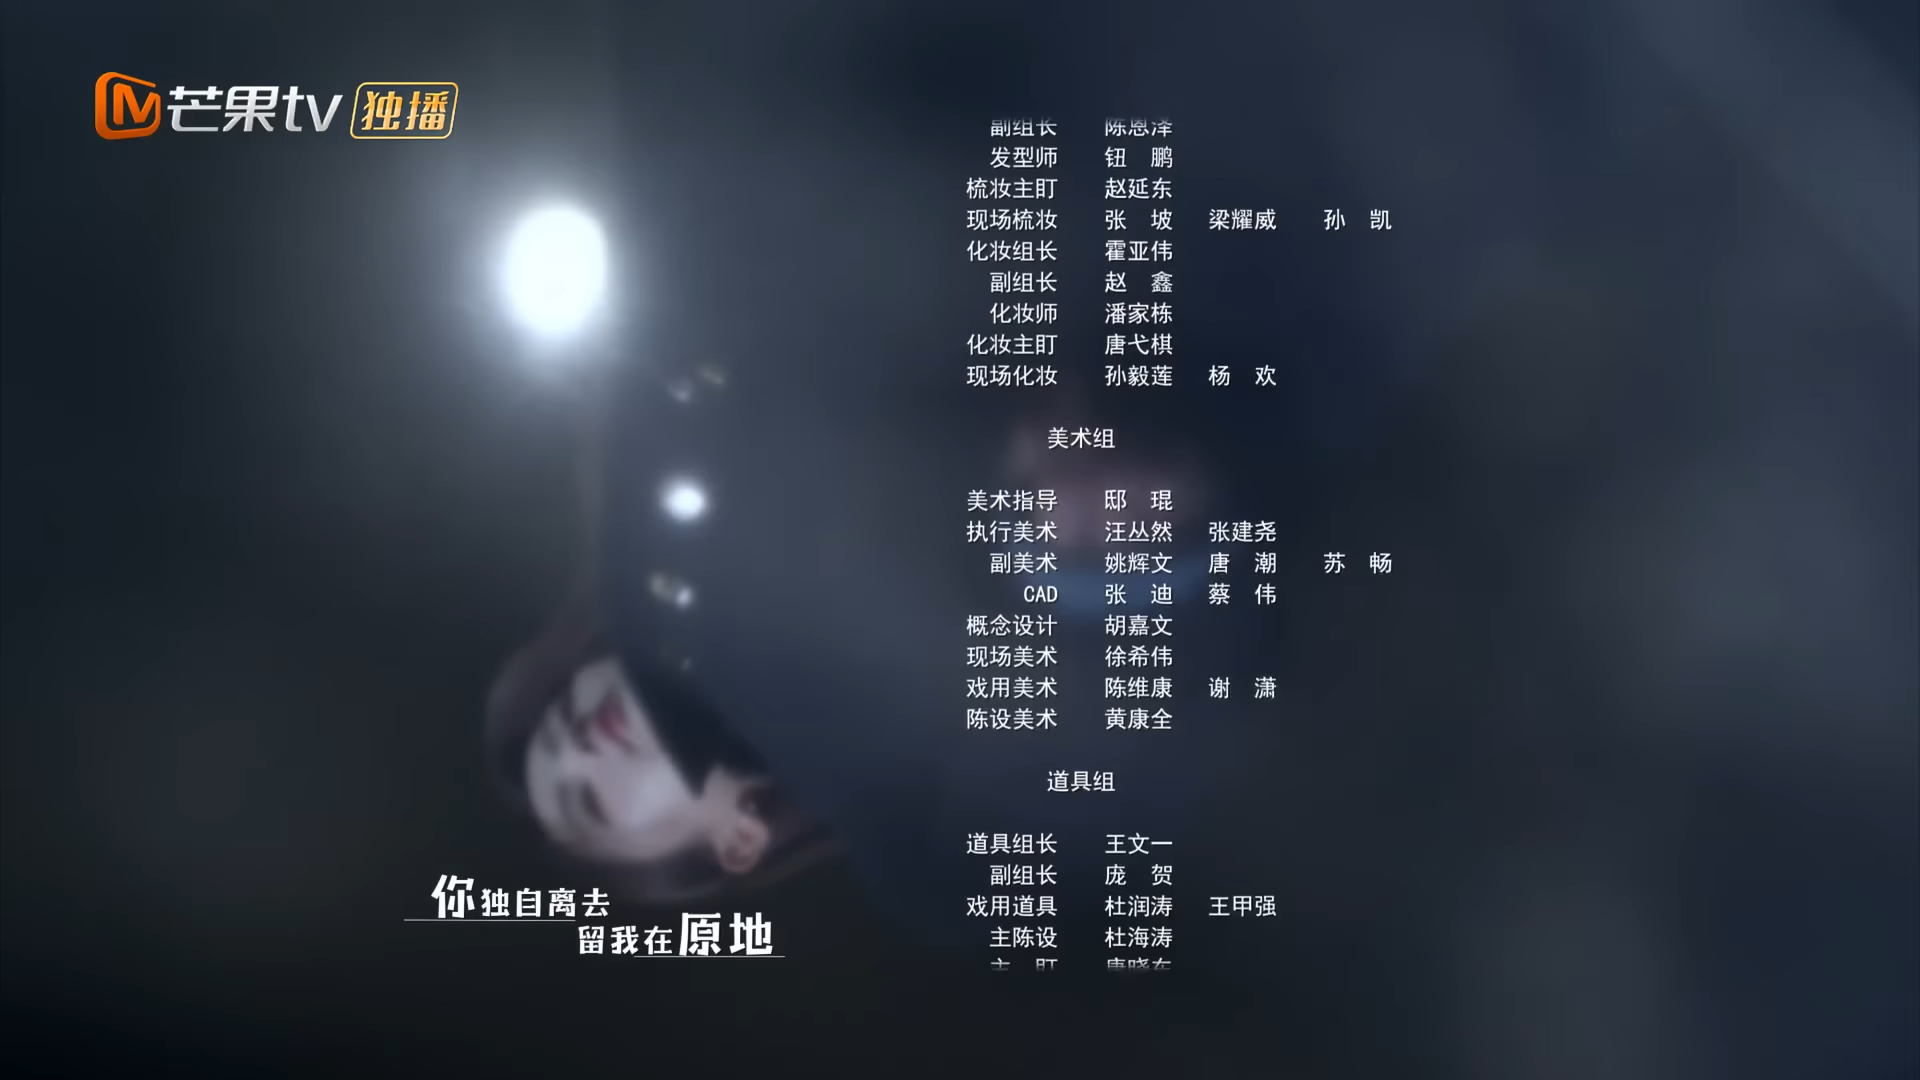 芒果tv 独播
副组长 陈恩泽
发型师 钮 鹏
梳妆主盯 赵延东
现场梳妆 张 坡 梁耀威 孙 凯
化妆组长 霍亚伟
副组长 赵 鑫
化妆师 潘家栋
化妆主盯 唐弋棋
现场化妆 孙毅莲 杨 欢
美术组
美术指导 邸 琨
执行美术 汪丛然 张建尧
副美术 姚辉文 唐 潮 苏 畅
CAD 张 迪 蔡 伟
概念设计 胡嘉文
现场美术 徐希伟
戏用美术 陈维康 谢 潇
陈设美术 黄康全
道具组
道具组长 王文一
副组长 庞 贺
戏用道具 杜润涛 王甲强
主陈设 杜海涛
主 盯
你独自离去
留我在原地